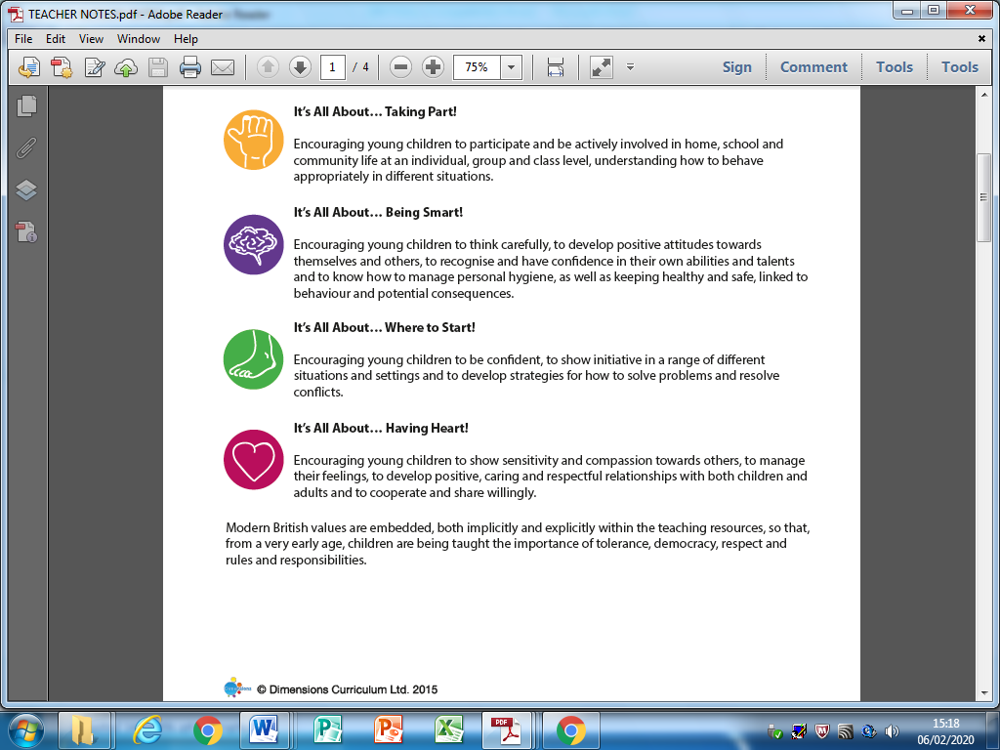 TEACHER NOTES.pdf - Adobe Reader
File Edit View Window Help
1 / 4 75% Sign Comment Tools Tools
It's All About... Taking Part!
Encouraging young children to participate and be actively involved in home, school and
community life at an individual, group and class level, understanding how to behave
appropriately in different situations.
It's All About... Being Smart!
Encouraging young children to think carefully, to develop positive attitudes towards
themselves and others, to recognise and have confidence in their own abilities and talents
and to know how to manage personal hygiene, as well as keeping healthy and safe, linked to
behaviour and potential consequences.
It's All About... Where to Start!
Encouraging young children to be confident, to show initiative in a range of different
situations and settings and to develop strategies for how to solve problems and resolve
conflicts.
It's All About... Having Heart!
Encouraging young children to show sensitivity and compassion towards others, to manage
their feelings, to develop positive, caring and respectful relationships with both children and
adults and to cooperate and share willingly.
Modern British values are embedded, both implicitly and explicitly within the teaching resources, so that,
from a very early age, children are being taught the importance of tolerance, democracy, respect and
rules and responsibilities.
© Dimensions Curriculum Ltd. 2015
PDF
15:18
06/02/2020